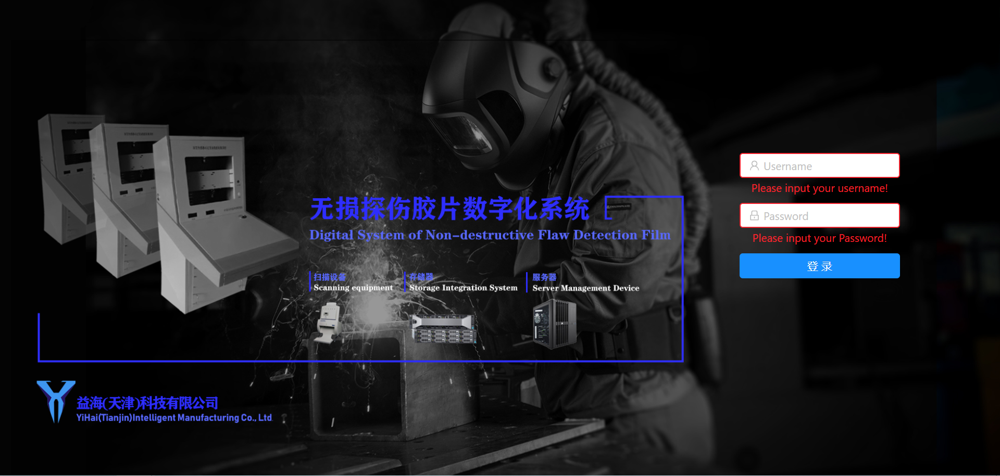 无损探伤胶片数字化系统
Digital System of Non-destructive Flaw Detection Film
扫描设备
Scanning equipment
存储器
Storage Integration System
服务器
Server Management Device
益海(天津)科技有限公司
YiHai(Tianjin)Intelligent Manufacturing Co., Ltd.
Username
Please input your username!
Password
Please input your Password!
登 录